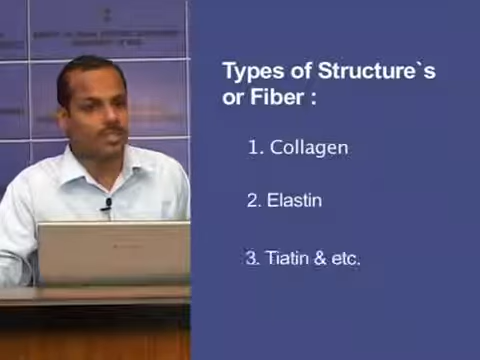 Types of Structure`s
or Fiber :
1. Collagen
2. Elastin
3. Tiatin & etc.